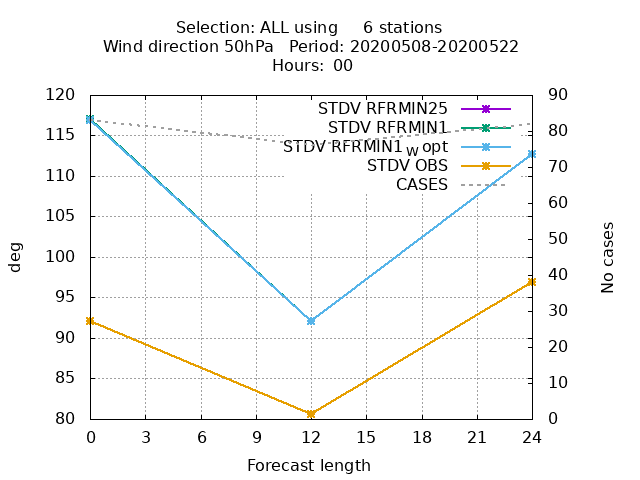 Selection: ALL using     6 stations
Wind direction 50hPa   Period: 20200508-20200522
Hours:  00
120
115
110
105
100
95
90
85
80
90
80
70
60
50
40
30
20
10
0
STDV RFRMIN25
STDV RFRMIN1
STDV RFRMIN1_w opt
STDV OBS
CASES
deg
No cases
0 3 6 9 12 15 18 21 24
Forecast length